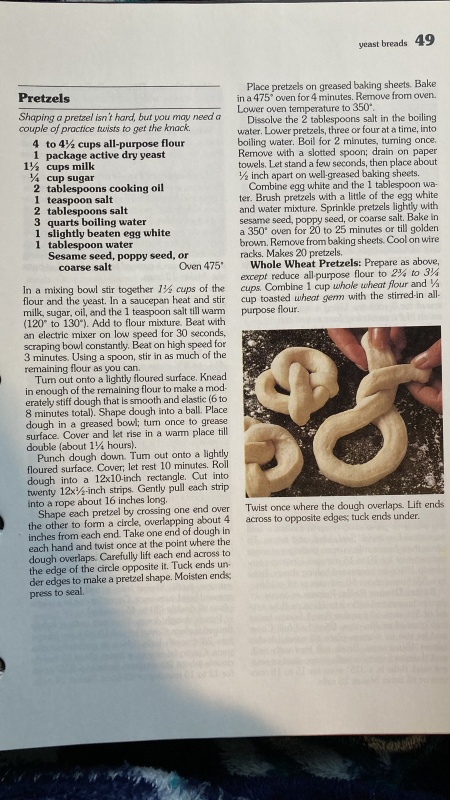 yeast breads 49
Pretzels
Shaping a pretzel isn't hard, but you may need a
couple of practice twists to get the knack.
4 to 4½ cups all-purpose flour
1 package active dry yeast
1½ cups milk
¼ cup sugar
2 tablespoons cooking oil
1 teaspoon salt
2 tablespoons salt
3 quarts boiling water
1 slightly beaten egg white
1 tablespoon water
Sesame seed, poppy seed, or
coarse salt Oven 475°
In a mixing bowl stir together 1½ cups of the
flour and the yeast. In a saucepan heat and stir
milk, sugar, oil, and the 1 teaspoon salt till warm
(120° to 130°). Add to flour mixture. Beat with
an electric mixer on low speed for 30 seconds,
scraping bowl constantly. Beat on high speed for
3 minutes. Using a spoon, stir in as much of the
remaining flour as you can.
Turn out onto a lightly floured surface. Knead
in enough of the remaining flour to make a mod-
erately stiff dough that is smooth and elastic (6 to
8 minutes total). Shape dough into a ball. Place
dough in a greased bowl; turn once to grease
surface. Cover and let rise in a warm place till
double (about 1¼ hours).
Punch dough down. Turn out onto a lightly
floured surface. Cover; let rest 10 minutes. Roll
dough into a 12x10-inch rectangle. Cut into
twenty 12x½-inch strips. Gently pull each strip
into a rope about 16 inches long.
Shape each pretzel by crossing one end over
the other to form a circle, overlapping about 4
inches from each end. Take one end of dough in
each hand and twist once at the point where the
dough overlaps. Carefully lift each end across to
the edge of the circle opposite it. Tuck ends un-
der edges to make a pretzel shape. Moisten ends;
press to seal.
Place pretzels on greased baking sheets. Bake
in a 475° oven for 4 minutes. Remove from oven.
Lower oven temperature to 350°.
Dissolve the 2 tablespoons salt in the boiling
water. Lower pretzels, three or four at a time, into
boiling water. Boil for 2 minutes, turning once.
Remove with a slotted spoon; drain on paper
towels. Let stand a few seconds, then place about
½ inch apart on well-greased baking sheets.
Combine egg white and the 1 tablespoon wa-
ter. Brush pretzels with a little of the egg white
and water mixture. Sprinkle pretzels lightly with
sesame seed, poppy seed, or coarse salt. Bake in
a 350° oven for 20 to 25 minutes or till golden
brown. Remove from baking sheets. Cool on wire
racks. Makes 20 pretzels.
Whole Wheat Pretzels: Prepare as above,
except reduce all-purpose flour to 2¾ to 3¼
cups. Combine 1 cup whole wheat flour and ⅓
cup toasted wheat germ with the stirred-in all-
purpose flour.
Twist once where the dough overlaps. Lift ends
across to opposite edges; tuck ends under.